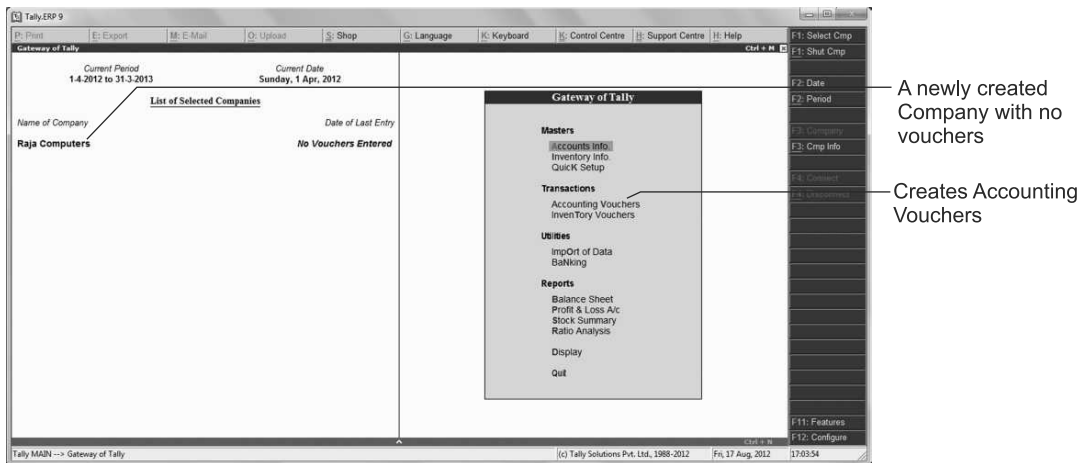 Tally.ERP 9
P: Print E: Export M: E-Mail O: Upload S: Shop G: Language K: Keyboard K: Control Centre H: Support Centre H: Help
Gateway of Tally Ctrl + M
Current Period Current Date
1-4-2012 to 31-3-2013 Sunday, 1 Apr, 2012
List of Selected Companies
Name of Company Date of Last Entry
Raja Computers No Vouchers Entered
Gateway of Tally
Masters
Accounts Info.
Inventory Info.
QuicK Setup
Transactions
Accounting Vouchers
InvenTory Vouchers
Utilities
ImpOrt of Data
BaNking
Reports
Balance Sheet
Profit & Loss A/c
Stock Summary
Ratio Analysis
Display
Quit
F1: Select Cmp
F1: Shut Cmp
F2: Date
F2: Period
F3: Company
F3: Cmp Info
F4: Connect
F4: Disconnect
F11: Features
F12: Configure
A newly created
Company with no
vouchers
Creates Accounting
Vouchers
Ctrl + N
Tally MAIN --> Gateway of Tally (c) Tally Solutions Pvt. Ltd., 1988-2012 Fri, 17 Aug, 2012 17:03:54